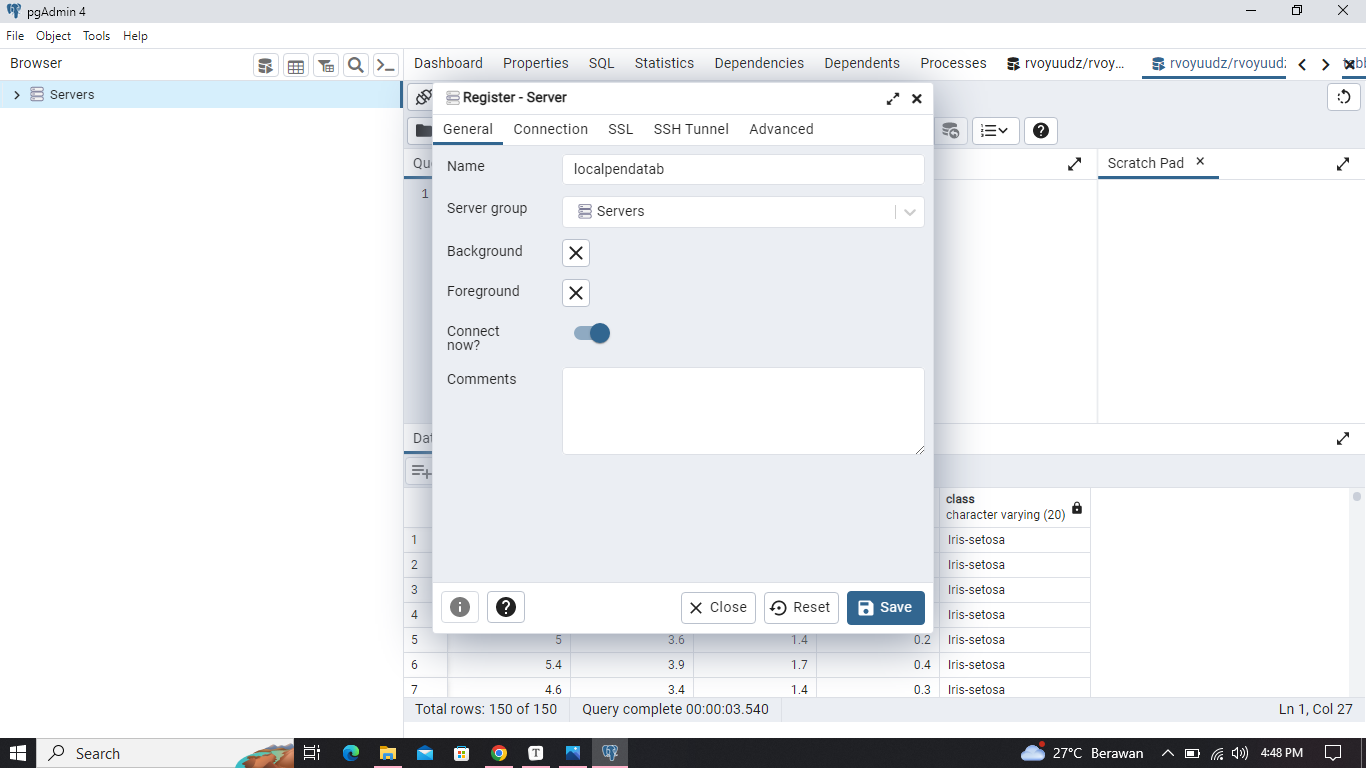 pgAdmin 4
File Object Tools Help
Browser
Dashboard Properties SQL Statistics Dependencies Dependents Processes rvoyuudz/rvoy... rvoyuudz/rvoyuudz
Servers
Register - Server
General Connection SSL SSH Tunnel Advanced
Name localpendatab
Server group Servers
Background
Foreground
Connect
now?
Comments
Close Reset Save
Scratch Pad
1
class
character varying (20)
1 Iris-setosa
2 Iris-setosa
3 Iris-setosa
4 Iris-setosa
5 5 3.6 1.4 0.2 Iris-setosa
6 5.4 3.9 1.7 0.4 Iris-setosa
7 4.6 3.4 1.4 0.3 Iris-setosa
Total rows: 150 of 150 Query complete 00:00:03.540 Ln 1, Col 27
Search 27°C Berawan 4:48 PM